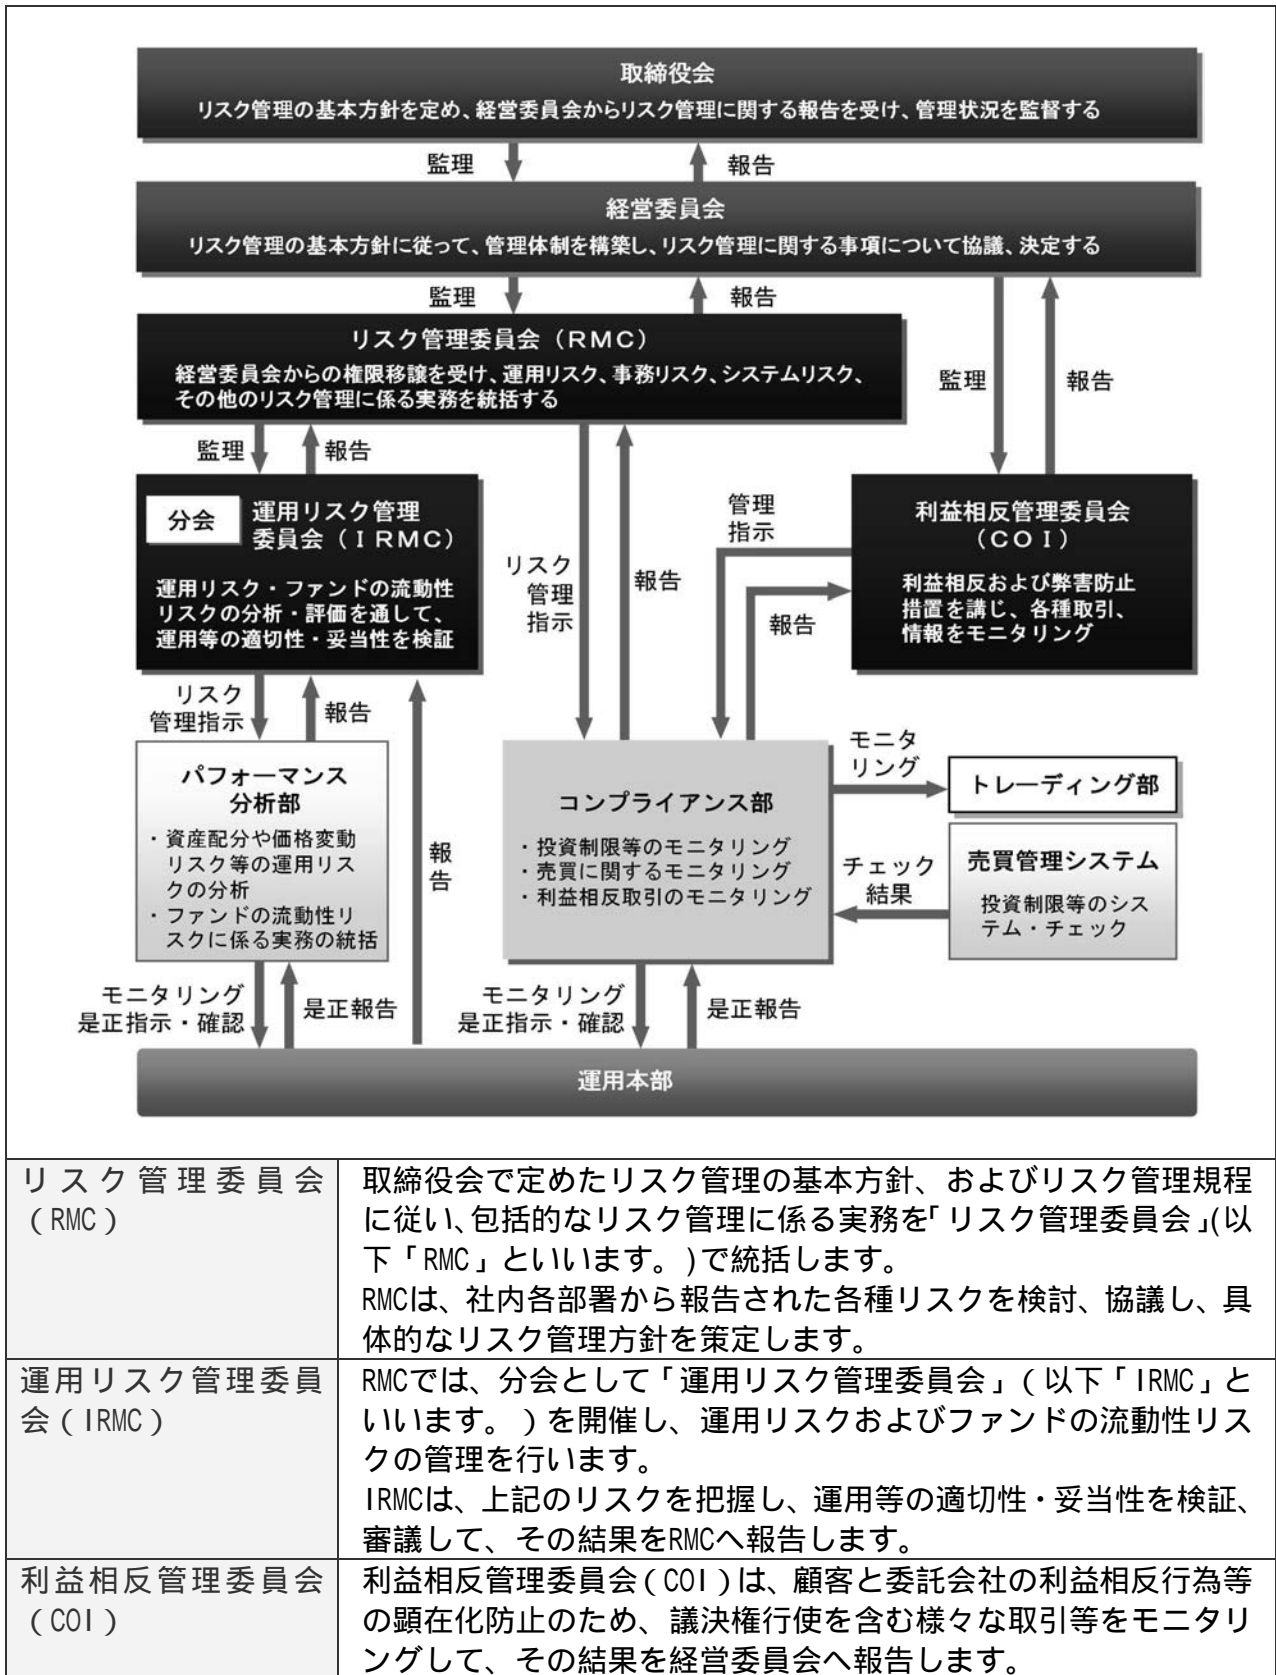 取締役会
リスク管理の基本方針を定め、経営委員会からリスク管理に関する報告を受け、管理状況を監督する
監理
報告
経営委員会
リスク管理の基本方針に従って、管理体制を構築し、リスク管理に関する事項について協議、決定する
監理
報告
リスク管理委員会（RMC）
経営委員会からの権限移譲を受け、運用リスク、事務リスク、システムリスク、
その他のリスク管理に係る実務を統括する
監理
報告
監理
報告
分会
運用リスク管理
委員会（IRMC）
運用リスク・ファンドの流動性
リスクの分析・評価を通して、
運用等の適切性・妥当性を検証
リスク
管理
指示
報告
管理
指示
報告
利益相反管理委員会
（COI）
利益相反および弊害防止
措置を講じ、各種取引、
情報をモニタリング
リスク
管理指示
報告
パフォーマンス
分析部
・資産配分や価格変動
リスク等の運用リス
クの分析
・ファンドの流動性リ
スクに係る実務の統括
報
告
コンプライアンス部
・投資制限等のモニタリング
・売買に関するモニタリング
・利益相反取引のモニタリング
モニタ
リング
トレーディング部
チェック
結果
売買管理システム
投資制限等のシス
テム・チェック
モニタリング
是正指示・確認
是正報告
モニタリング
是正指示・確認
是正報告
運用本部
リスク管理委員会
（RMC）
取締役会で定めたリスク管理の基本方針、およびリスク管理規程
に従い、包括的なリスク管理に係る実務を「リスク管理委員会」(以
下「RMC」といいます。)で統括します。
RMCは、社内各部署から報告された各種リスクを検討、協議し、具
体的なリスク管理方針を策定します。
運用リスク管理委員
会（IRMC）
RMCでは、分会として「運用リスク管理委員会」（以下「IRMC」と
いいます。）を開催し、運用リスクおよびファンドの流動性リス
クの管理を行います。
IRMCは、上記のリスクを把握し、運用等の適切性・妥当性を検証、
審議して、その結果をRMCへ報告します。
利益相反管理委員会
（COI）
利益相反管理委員会（COI）は、顧客と委託会社の利益相反行為等
の顕在化防止のため、議決権行使を含む様々な取引等をモニタリ
ングして、その結果を経営委員会へ報告します。